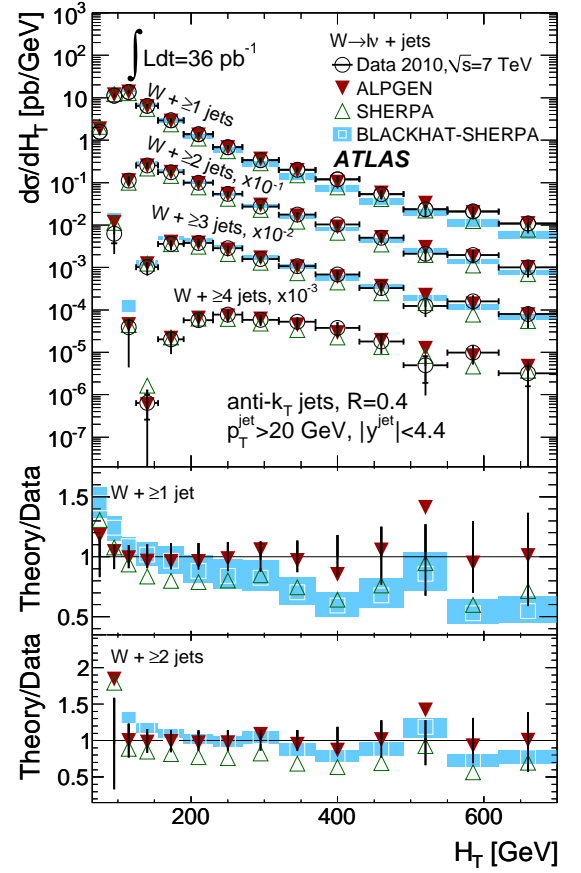 dσ/dH_T [pb/GeV]
10³
10²
10
1
10⁻¹
10⁻²
10⁻³
10⁻⁴
10⁻⁵
10⁻⁶
10⁻⁷
∫ Ldt=36 pb⁻¹
W→lν + jets
Data 2010,√s=7 TeV
ALPGEN
SHERPA
BLACKHAT-SHERPA
ATLAS
W + ≥1 jets
W + ≥2 jets, x10⁻¹
W + ≥3 jets, x10⁻²
W + ≥4 jets, x10⁻³
anti-k_T jets, R=0.4
p_T^jet>20 GeV, |y^jet|<4.4
Theory/Data
1.5
1
0.5
W + ≥1 jet
Theory/Data
2
1.5
1
0.5
W + ≥2 jets
200 400 600
H_T [GeV]